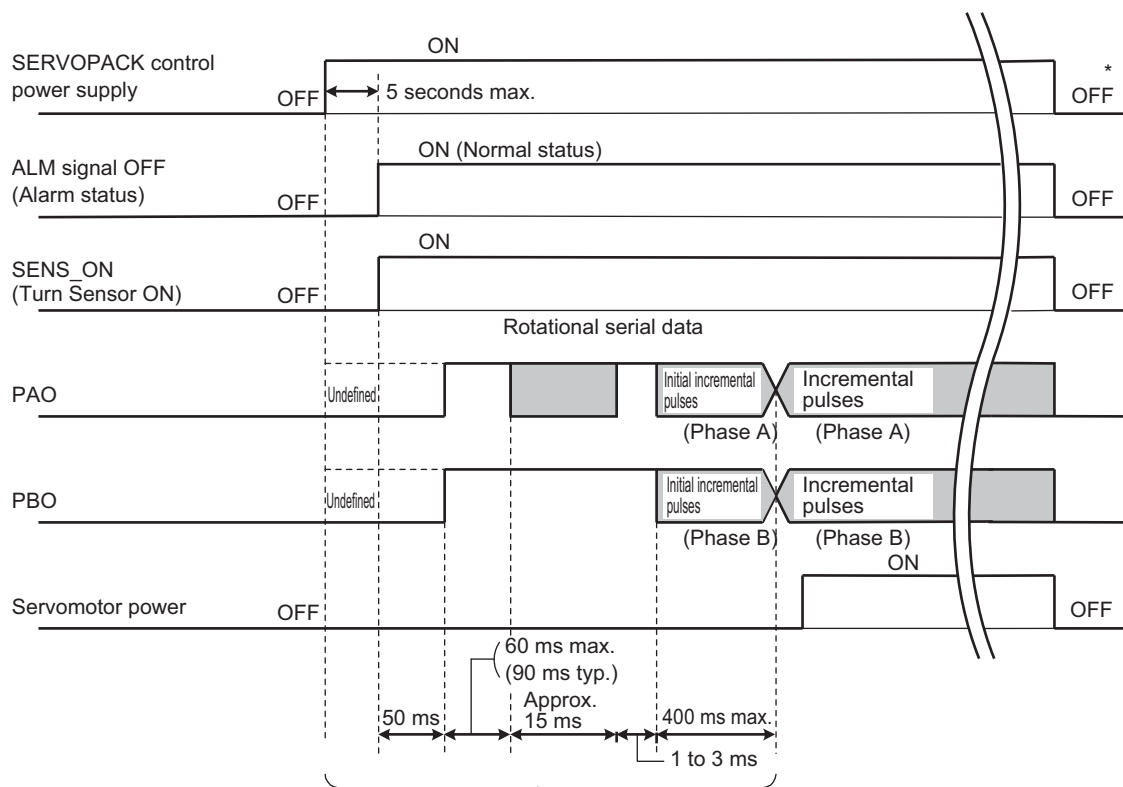 ON
SERVOPACK control
power supply
OFF
5 seconds max.
*
OFF
ON (Normal status)
ALM signal OFF
(Alarm status)
OFF
OFF
ON
SENS_ON
(Turn Sensor ON)
OFF
OFF
Rotational serial data
PAO
Undefined
Initial incremental
pulses
Incremental
pulses
(Phase A)
(Phase A)
PBO
Undefined
Initial incremental
pulses
Incremental
pulses
(Phase B)
(Phase B)
ON
Servomotor power
OFF
OFF
60 ms max.
(90 ms typ.)
Approx.
50 ms
15 ms
400 ms max.
1 to 3 ms